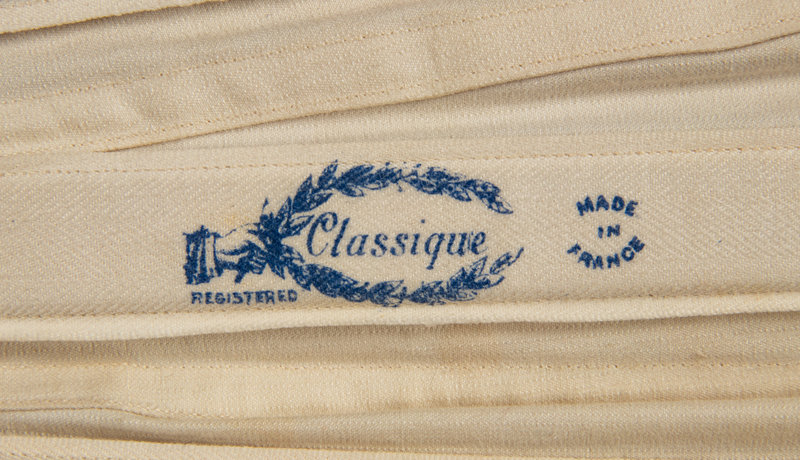 Classique
REGISTERED
MADE
IN
FRANCE